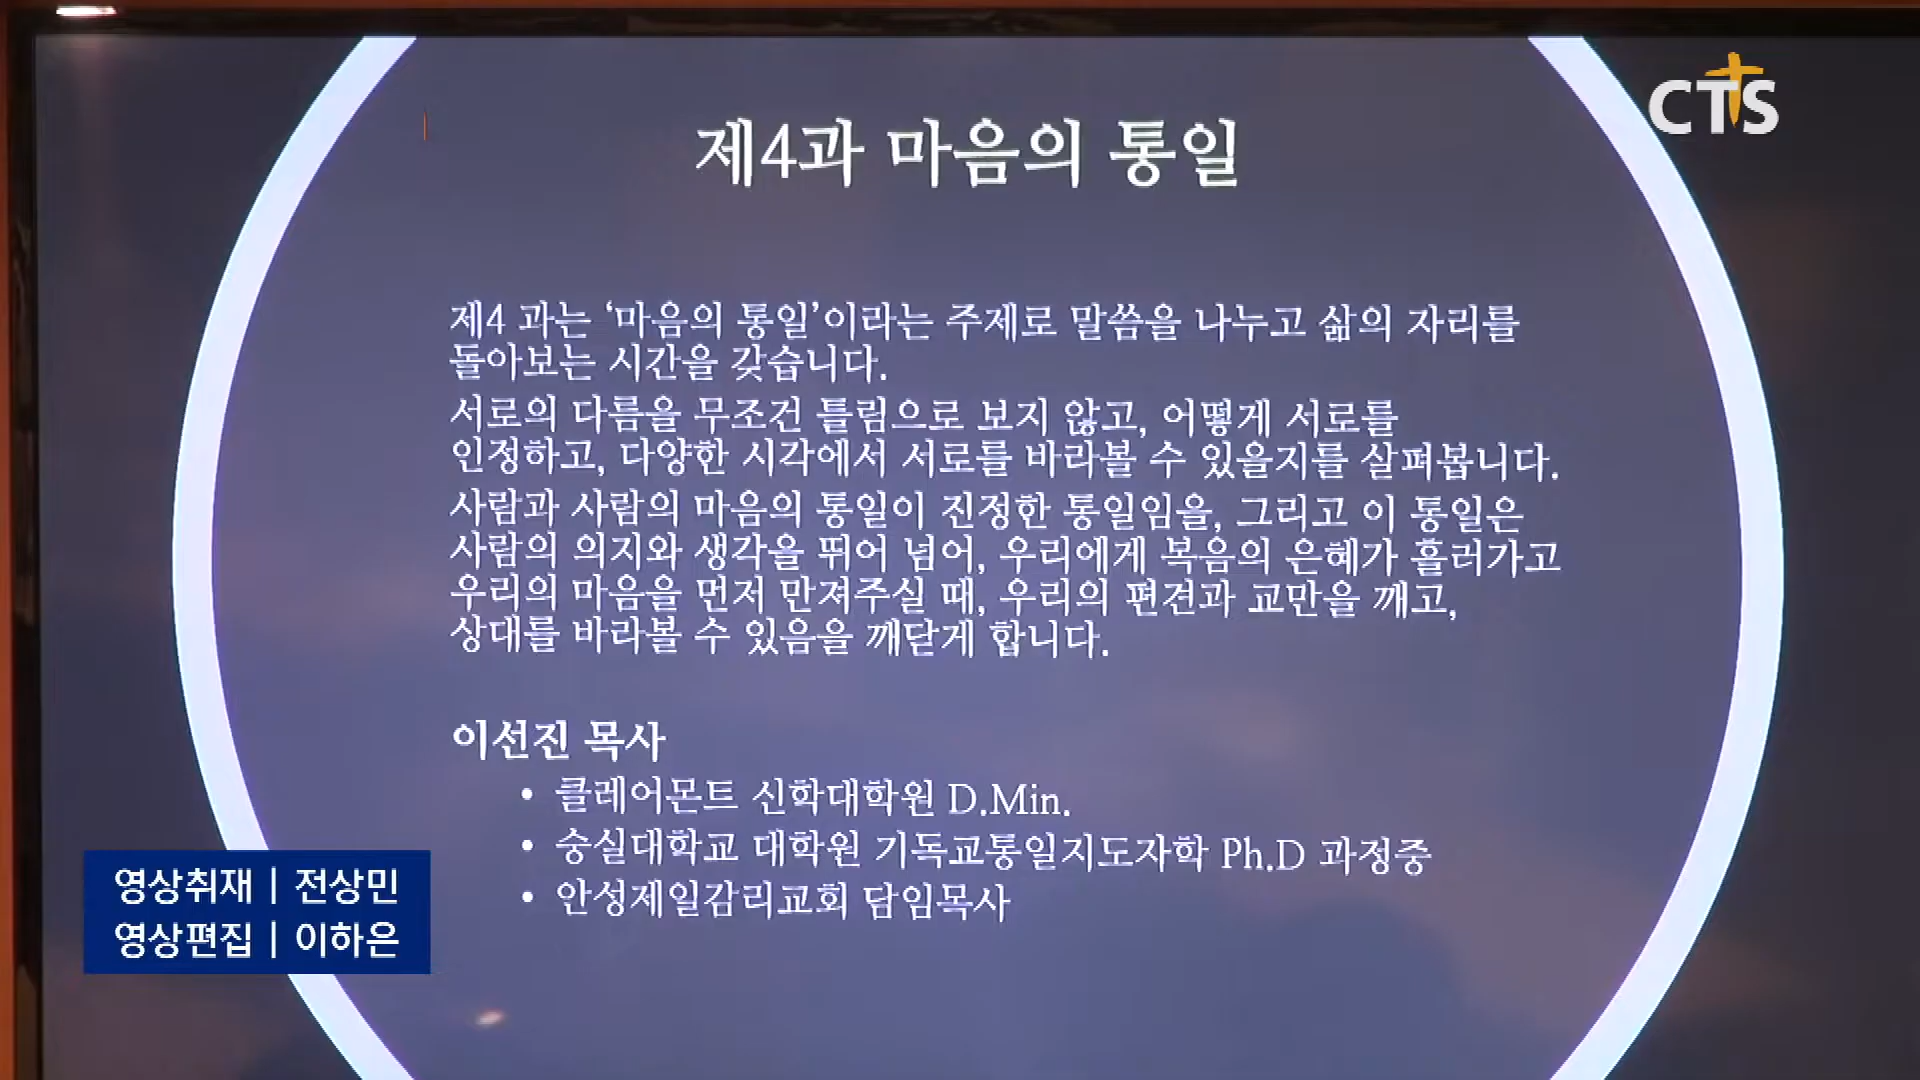 CTS
제4과 마음의 통일
제4 과는 ‘마음의 통일’이라는 주제로 말씀을 나누고 삶의 자리를
돌아보는 시간을 갖습니다.
서로의 다름을 무조건 틀림으로 보지 않고, 어떻게 서로를
인정하고, 다양한 시각에서 서로를 바라볼 수 있을지를 살펴봅니다.
사람과 사람의 마음의 통일이 진정한 통일임을, 그리고 이 통일은
사람의 의지와 생각을 뛰어 넘어, 우리에게 복음의 은혜가 흘러가고
우리의 마음을 먼저 만져주실 때, 우리의 편견과 교만을 깨고,
상대를 바라볼 수 있음을 깨닫게 합니다.
이선진 목사
• 클레어몬트 신학대학원 D.Min.
• 숭실대학교 대학원 기독교통일지도자학 Ph.D 과정중
• 안성제일감리교회 담임목사
영상취재 | 전상민
영상편집 | 이하은